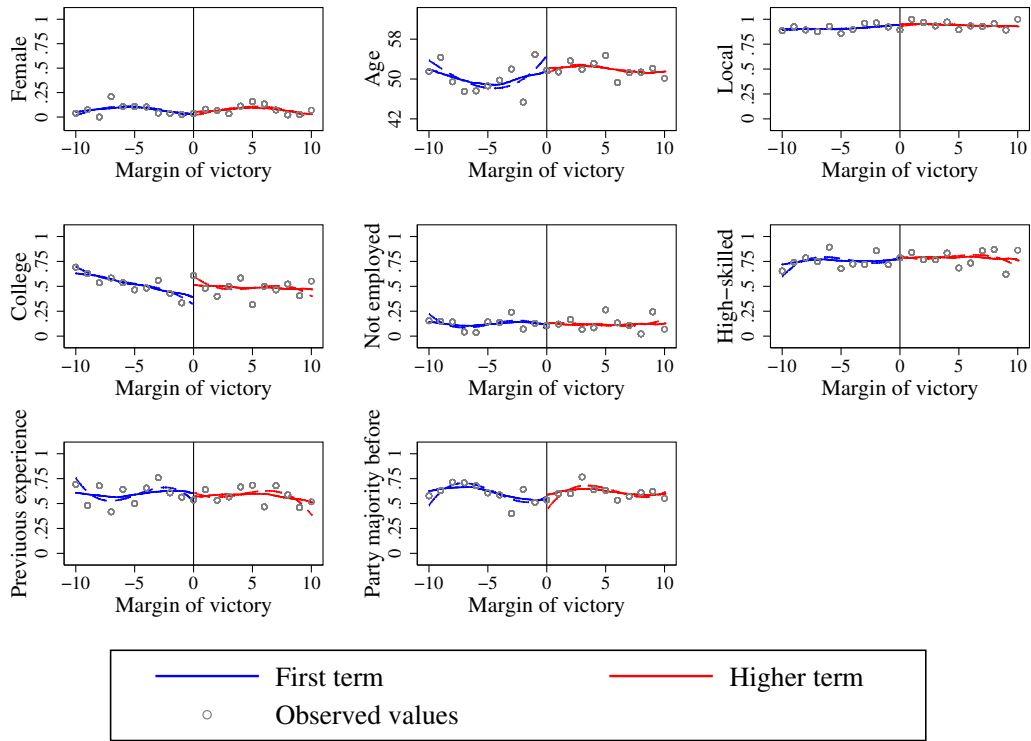 Female
0 .25 .5 .75 1
−10 −5 0 5 10
Margin of victory
Age
42 50 58
−10 −5 0 5 10
Margin of victory
Local
0 .25 .5 .75 1
−10 −5 0 5 10
Margin of victory
College
0 .25 .5 .75 1
−10 −5 0 5 10
Margin of victory
Not employed
0 .25 .5 .75 1
−10 −5 0 5 10
Margin of victory
High−skilled
0 .25 .5 .75 1
−10 −5 0 5 10
Margin of victory
Previuous experience
0 .25 .5 .75 1
−10 −5 0 5 10
Margin of victory
Party majority before
0 .25 .5 .75 1
−10 −5 0 5 10
Margin of victory
First term
Higher term
Observed values